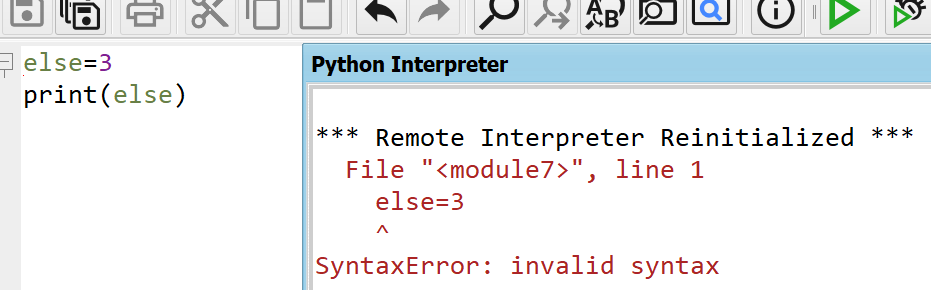 else=3
print(else)
Python Interpreter
*** Remote Interpreter Reinitialized ***
File "<module7>", line 1
else=3
^
SyntaxError: invalid syntax